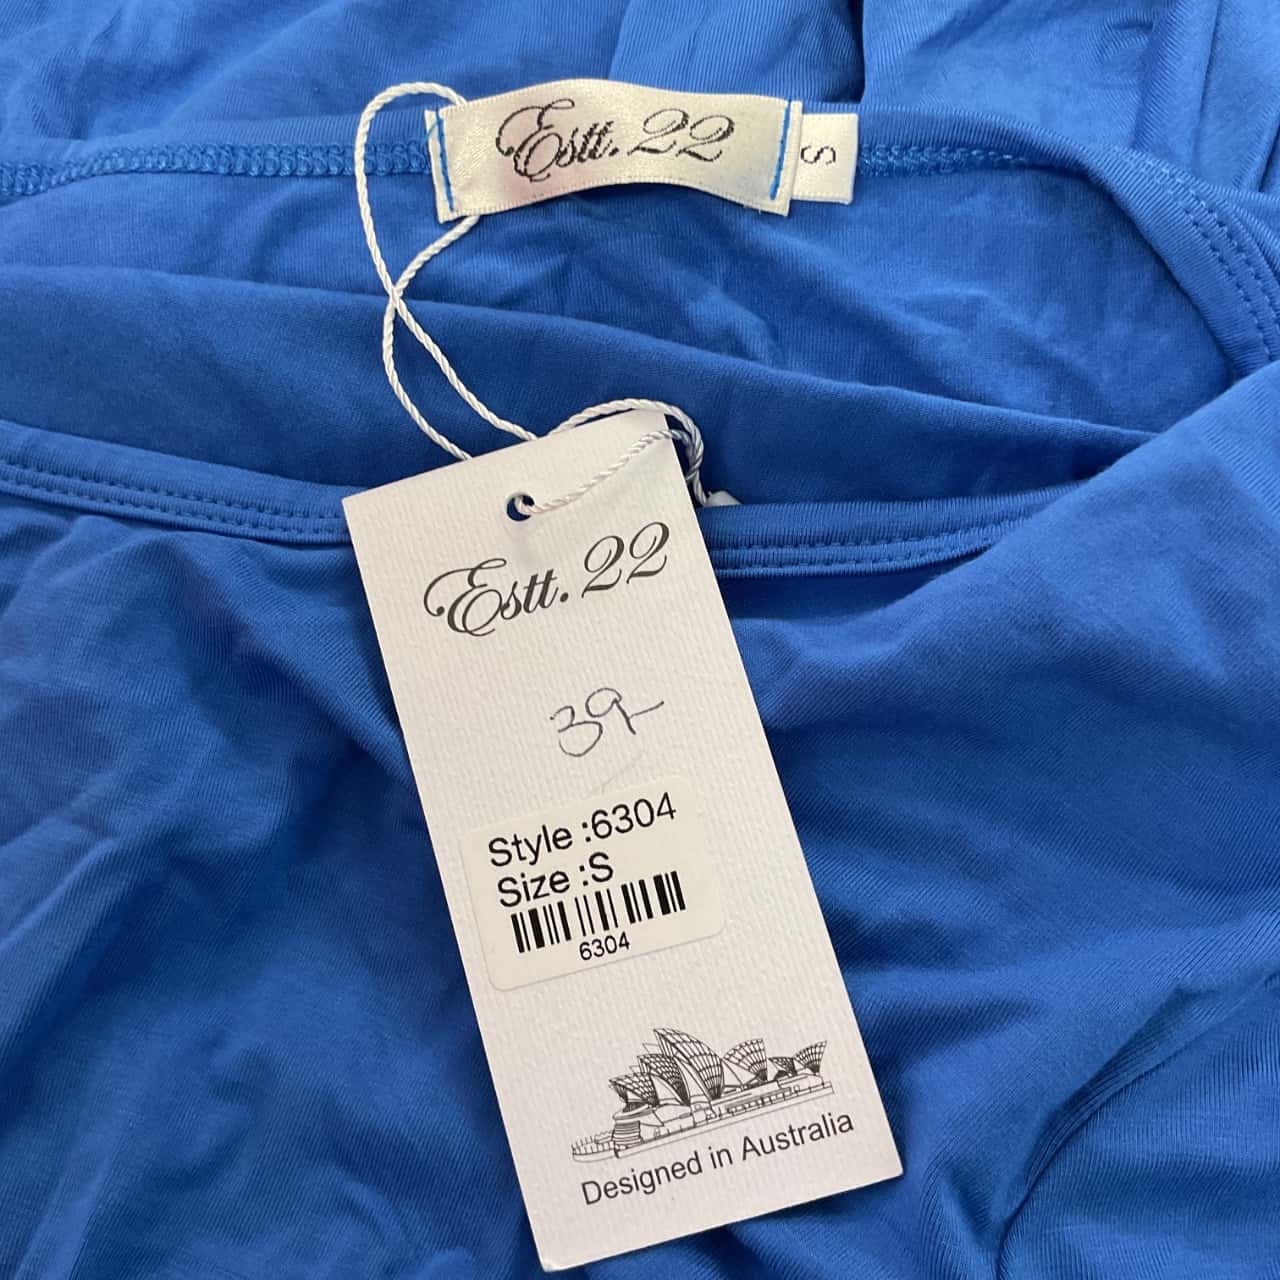 Estt. 22
S
Estt. 22
39-
Style :6304
Size :S
6304
Designed in Australia